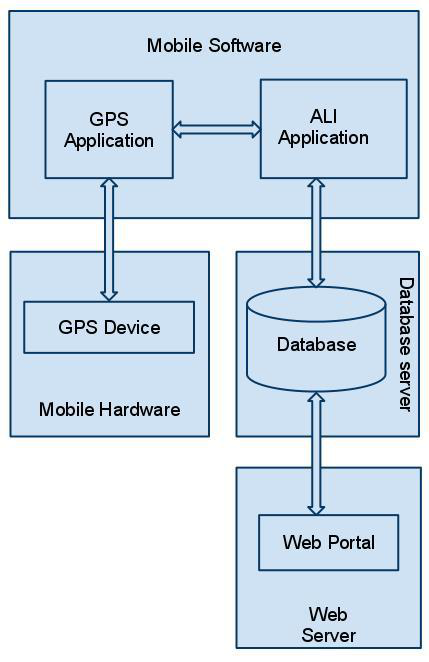 Mobile Software
GPS
Application
ALI
Application
GPS Device
Mobile Hardware
Database
Database server
Web Portal
Web
Server